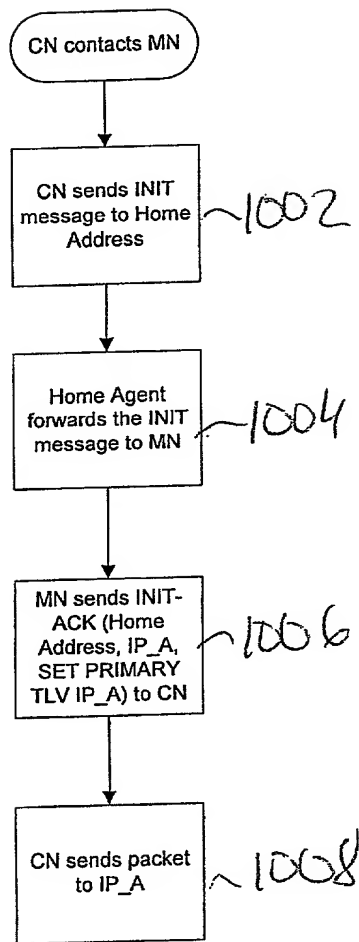 CN contacts MN
CN sends INIT
message to Home
Address
~1002
Home Agent
forwards the INIT
message to MN
~1004
MN sends INIT-
ACK (Home
Address, IP_A,
SET PRIMARY
TLV IP_A) to CN
~1006
CN sends packet
to IP_A
~1008